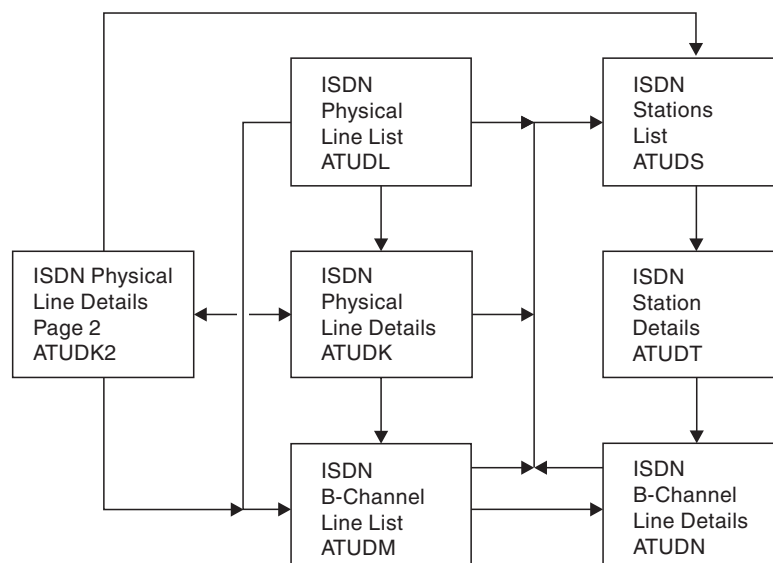 ISDN
Physical
Line List
ATUDL
ISDN
Stations
List
ATUDS
ISDN Physical
Line Details
Page 2
ATUDK2
ISDN
Physical
Line Details
ATUDK
ISDN
Station
Details
ATUDT
ISDN
B-Channel
Line List
ATUDM
ISDN
B-Channel
Line Details
ATUDN